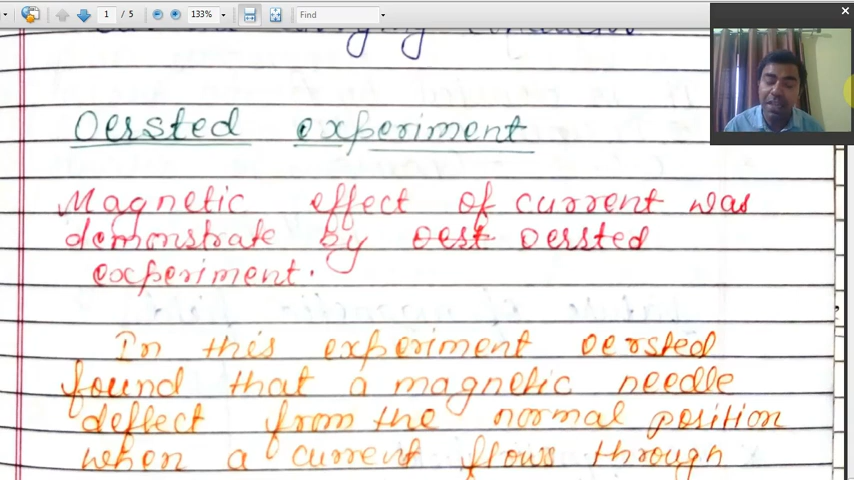 1 / 5
133%
Find
Oersted experiment
Magnetic effect of current was
demonstrate by oest oersted
experiment.
In this experiment oersted
found that a magnetic needle
deflect from the normal position
when a current flows through